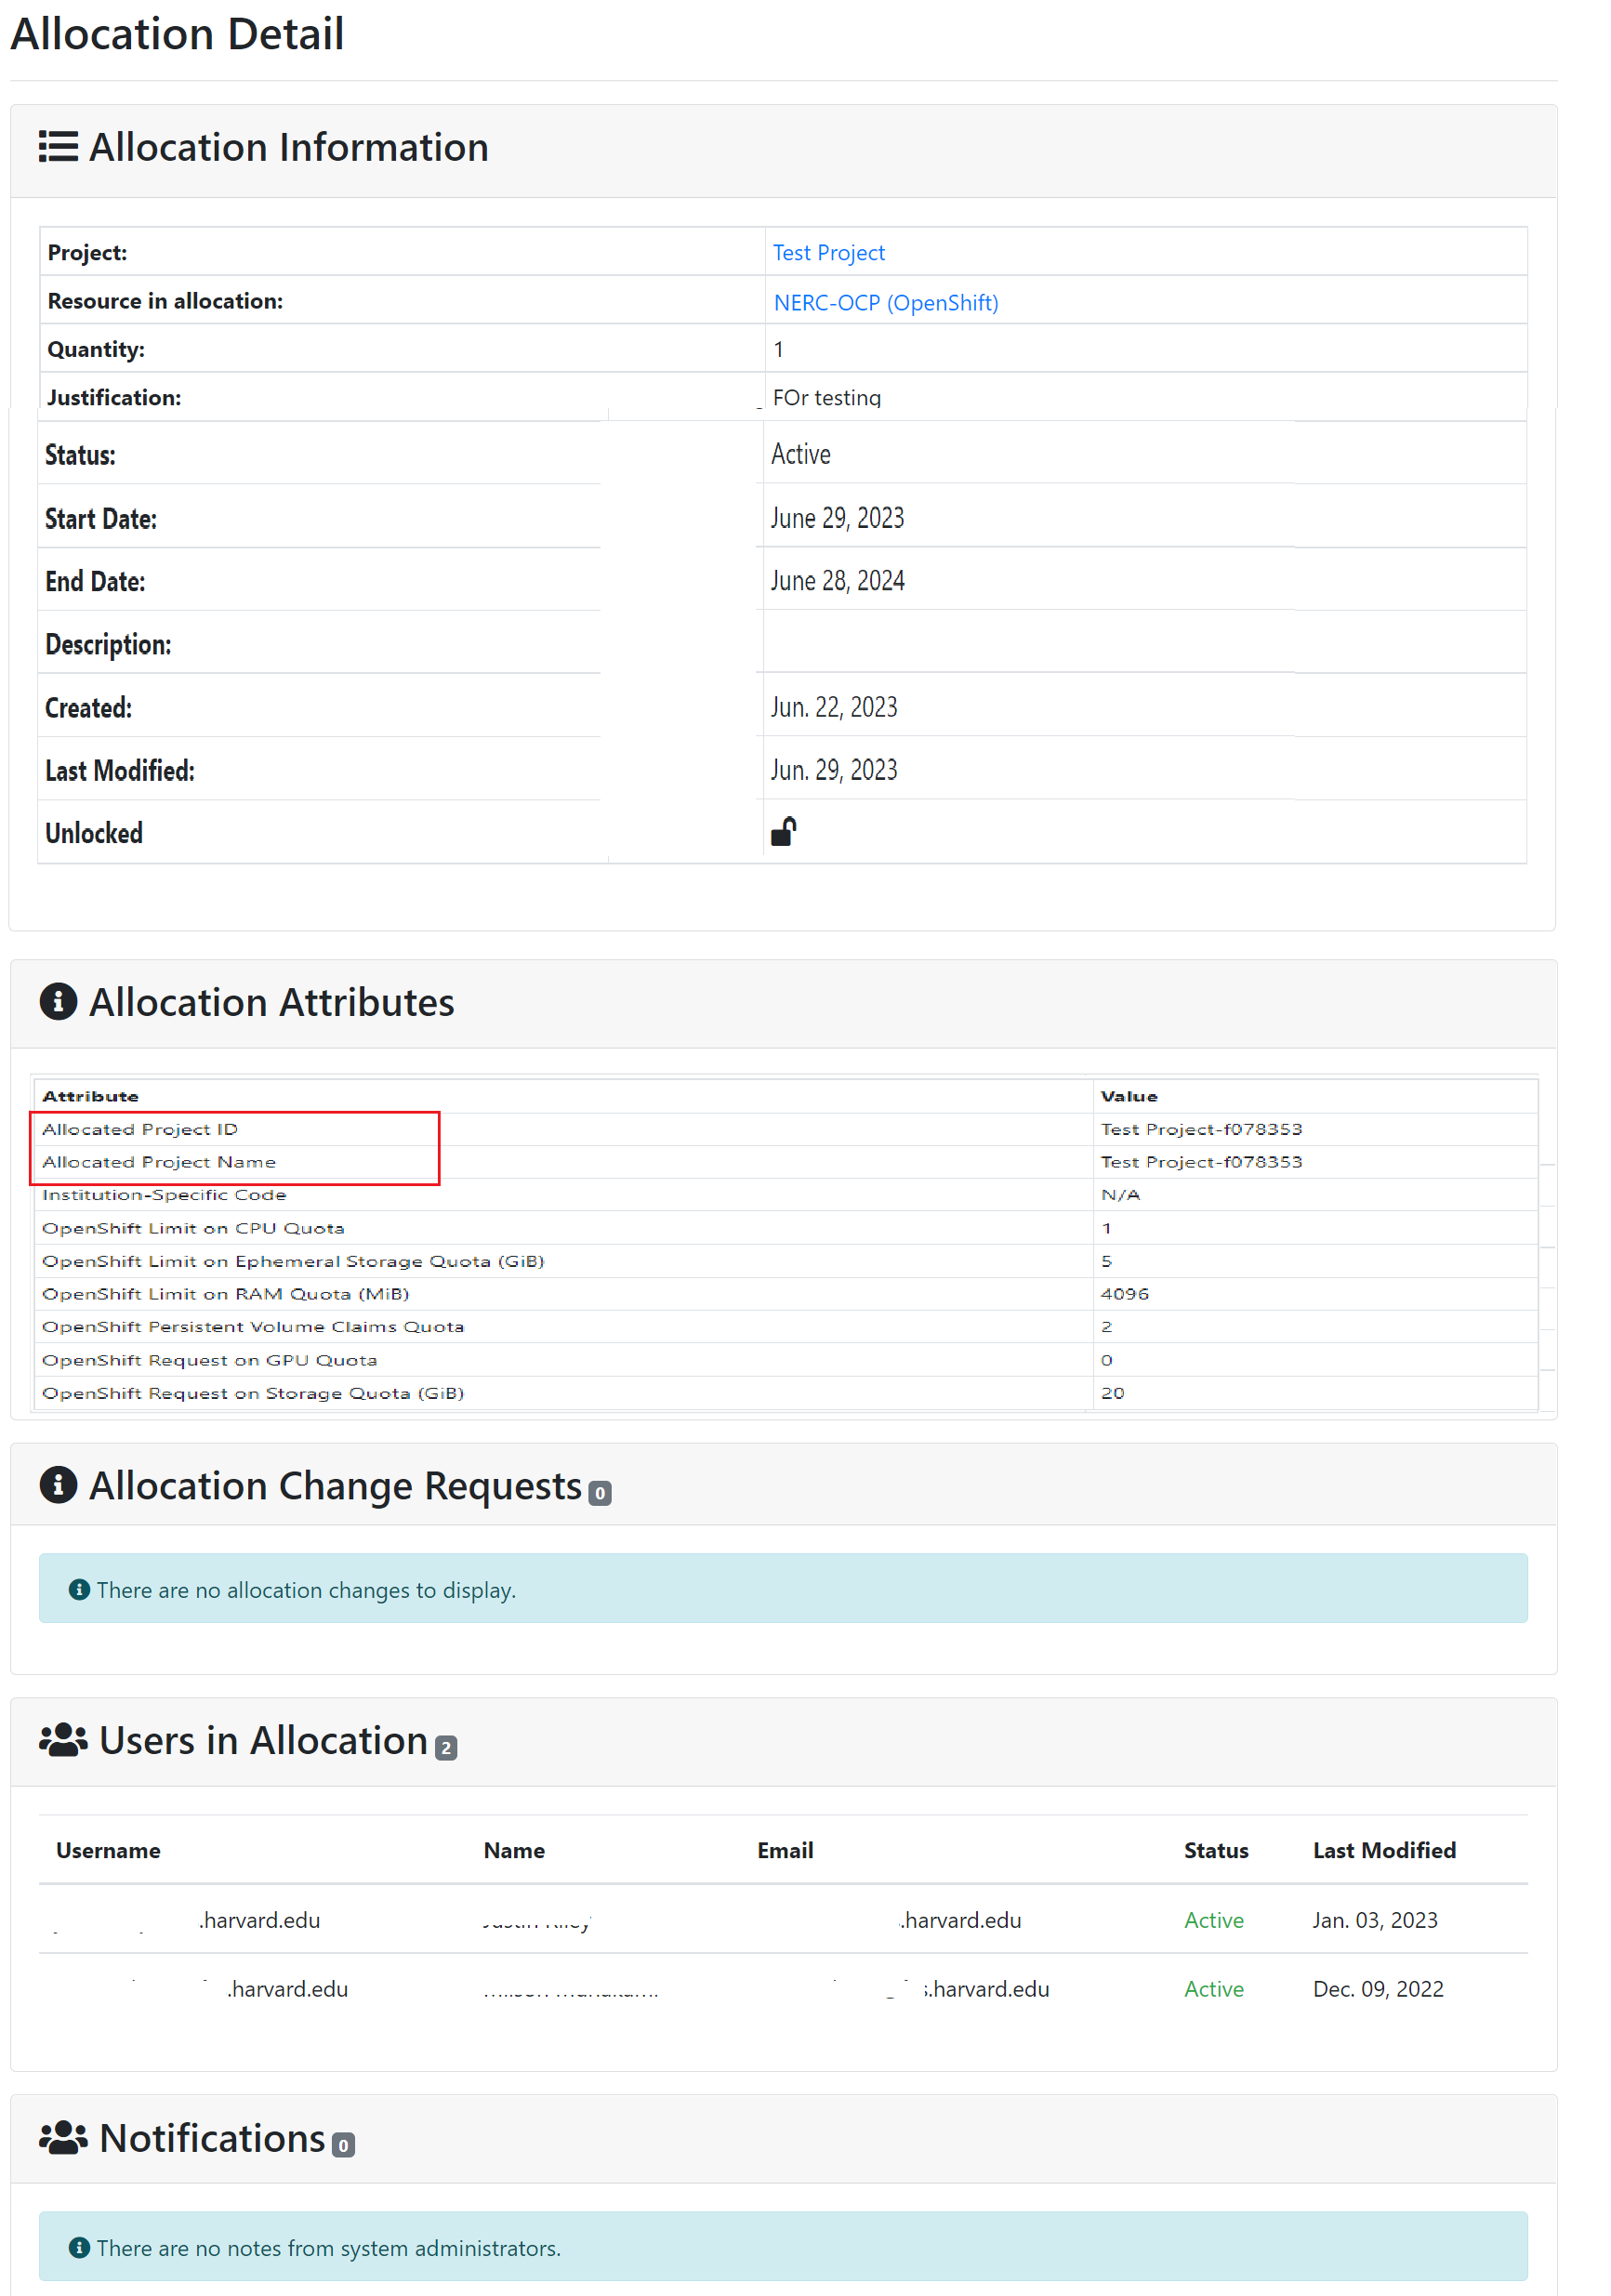 Allocation Detail
Allocation Information
Project: Test Project
Resource in allocation: NERC-OCP (OpenShift)
Quantity: 1
Justification: FOr testing
Status: Active
Start Date: June 29, 2023
End Date: June 28, 2024
Description:
Created: Jun. 22, 2023
Last Modified: Jun. 29, 2023
Unlocked
Allocation Attributes
Attribute Value
Allocated Project ID Test Project-f078353
Allocated Project Name Test Project-f078353
Institution-Specific Code N/A
OpenShift Limit on CPU Quota 1
OpenShift Limit on Ephemeral Storage Quota (GiB) 5
OpenShift Limit on RAM Quota (MiB) 4096
OpenShift Persistent Volume Claims Quota 2
OpenShift Request on GPU Quota 0
OpenShift Request on Storage Quota (GiB) 20
Allocation Change Requests 0
There are no allocation changes to display.
Users in Allocation 2
Username Name Email Status Last Modified
.harvard.edu .harvard.edu Active Jan. 03, 2023
.harvard.edu s.harvard.edu Active Dec. 09, 2022
Notifications 0
There are no notes from system administrators.